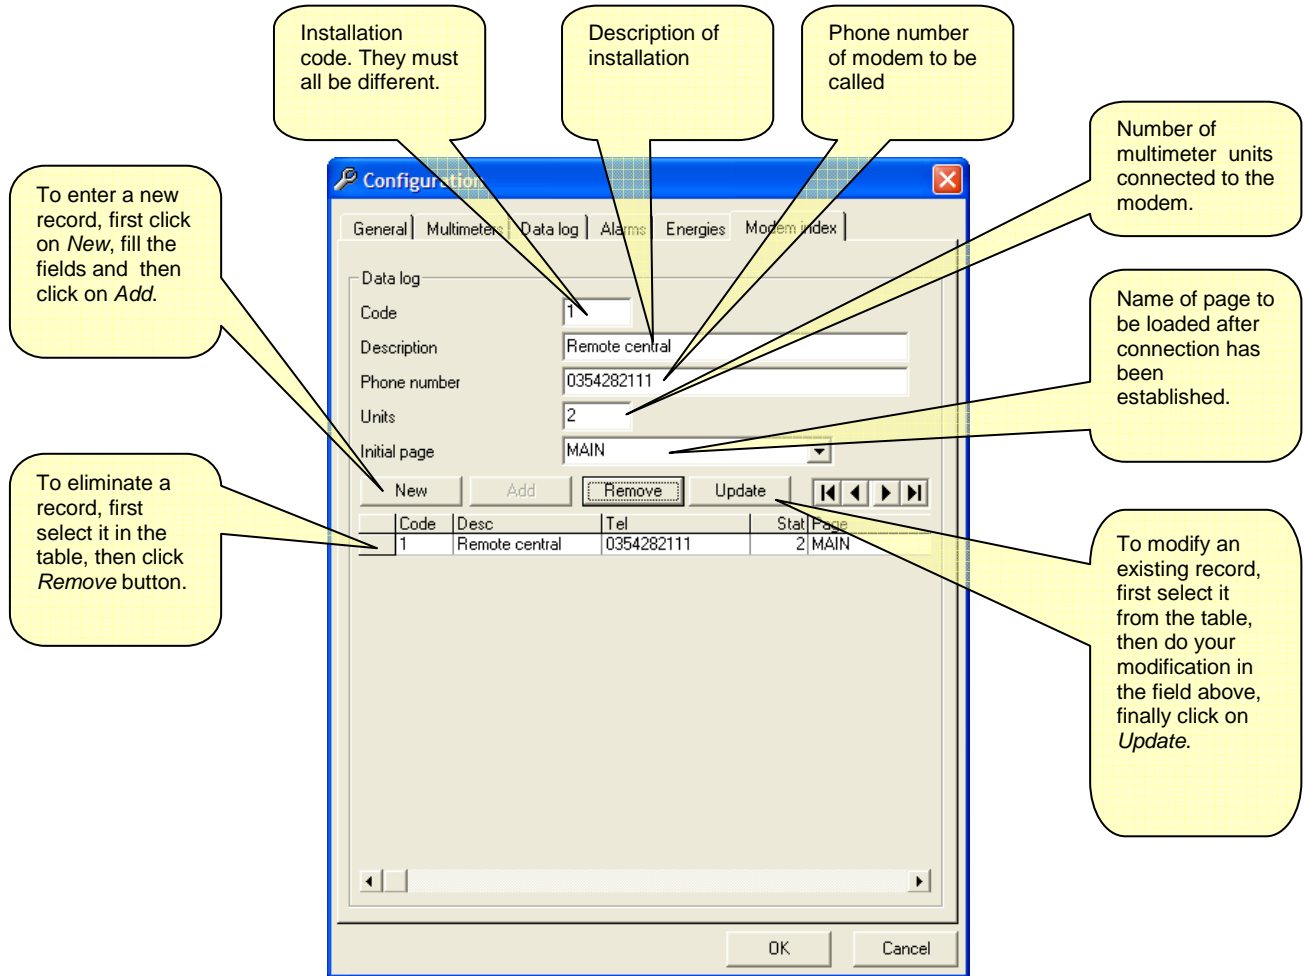 Installation
code. They must
all be different.
Description of
installation
Phone number
of modem to be
called
Number of
multimeter units
connected to the
modem.
To enter a new
record, first click
on New, fill the
fields and then
click on Add.
Name of page to
be loaded after
connection has
been
established.
To eliminate a
record, first
select it in the
table, then click
Remove button.
To modify an
existing record,
first select it
from the table,
then do your
modification in
the field above,
finally click on
Update.
Configuration
General Multimeters Data log Alarms Energies Modem index
Data log
Code 1
Description Remote central
Phone number 0354282111
Units 2
Initial page MAIN
New Add Remove Update
Code Desc Tel Stat Page
1 Remote central 0354282111 2 MAIN
OK Cancel